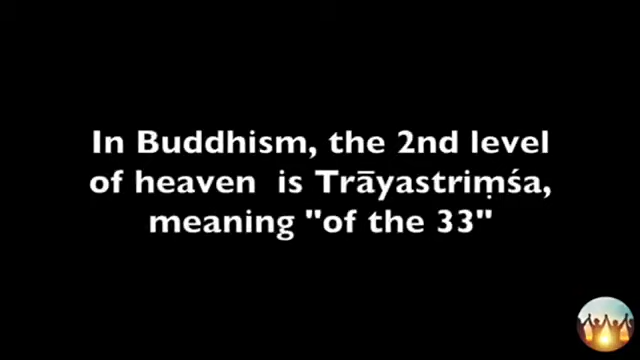 In Buddhism, the 2nd level
of heaven  is Trāyastriṃśa,
meaning "of the 33"